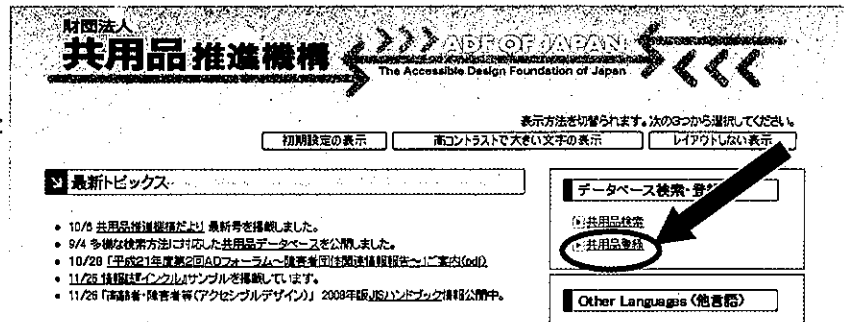 財団法人
共用品推進機構
ADF OF JAPAN
The Accessible Design Foundation of Japan
表示方法を切替られます。次の3つから選択してください。
初期設定の表示
高コントラストで大きい文字の表示
レイアウトしない表示
最新トピックス
データベース検索・登
共用品検索
共用品登録
• 10/6 共用品推進機構だより 最新号を掲載しました。
• 9/4 多様な検索方法に対応した共用品データベースを公開しました。
• 10/28 「平成21年度第2回ADフォーラム～障害者団体関連情報報告～」ご案内(pdf)
• 11/25 情報誌『インクル』サンプルを掲載しています。
• 11/26 「高齢者・障害者等(アクセシブルデザイン)」 2008年版JISハンドブック情報公開中。
Other Languages (他言語)